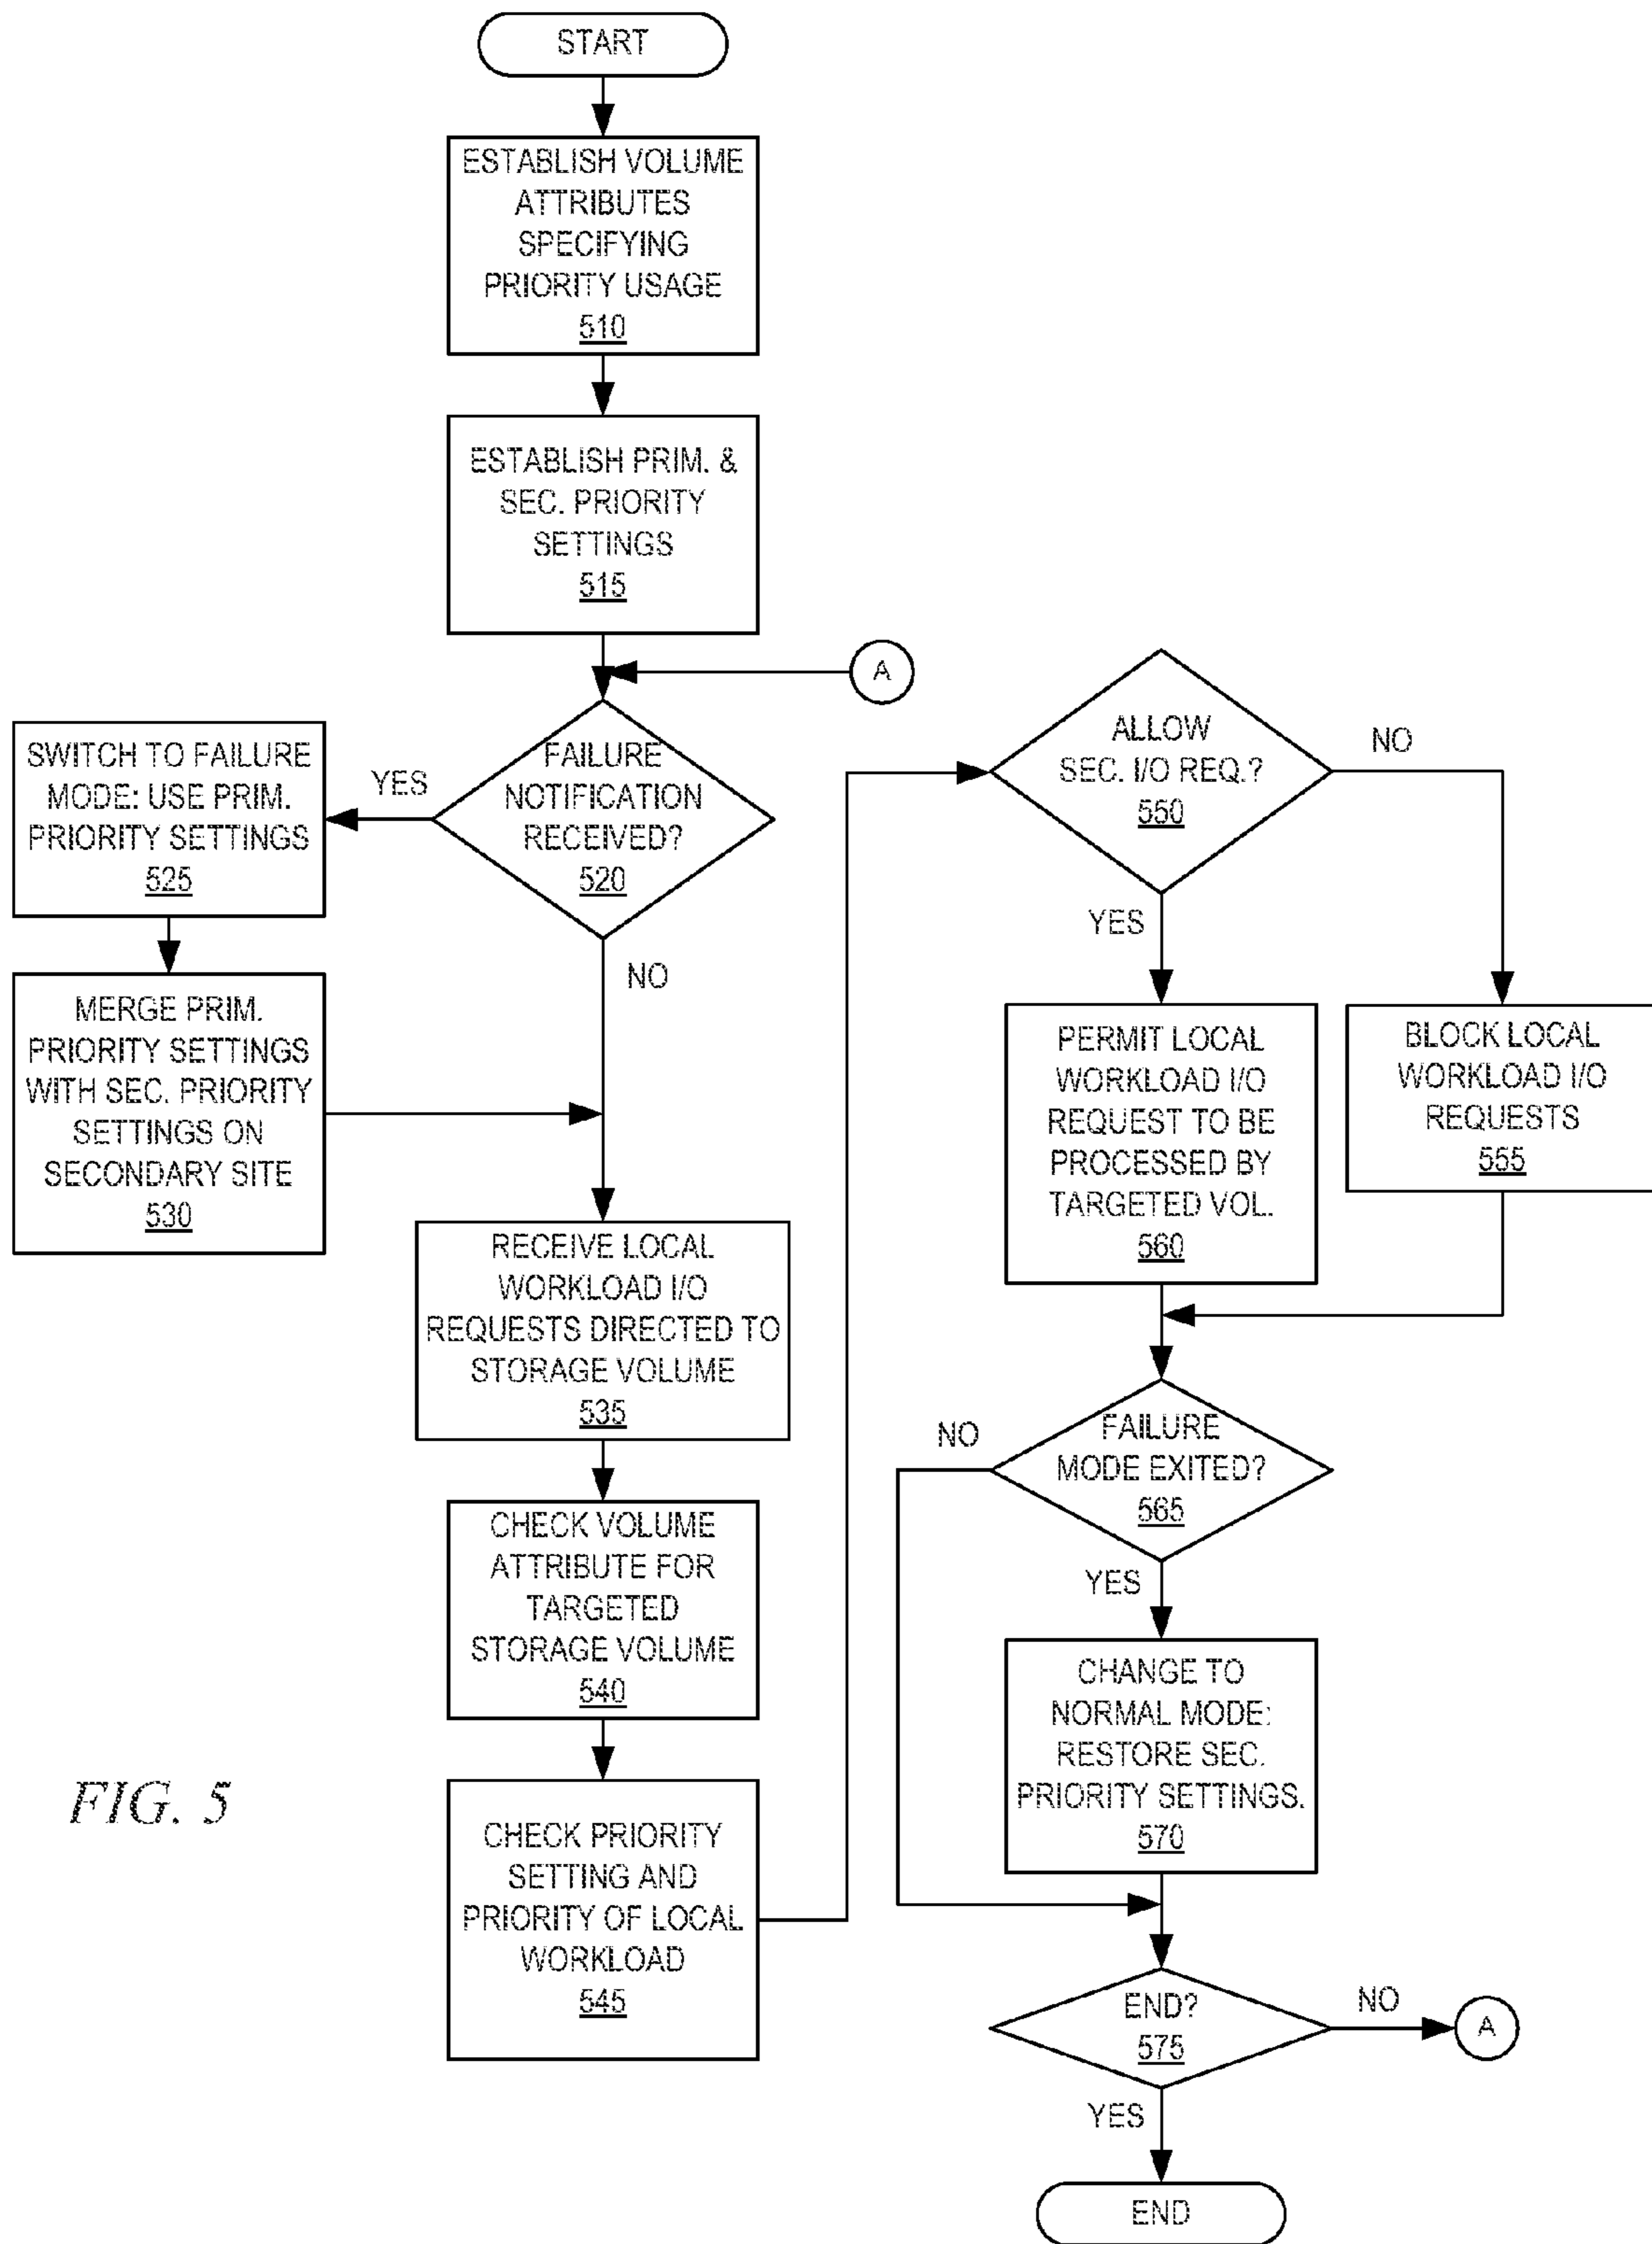 START
ESTABLISH VOLUME
ATTRIBUTES
SPECIFYING
PRIORITY USAGE
510
ESTABLISH PRIM. &
SEC. PRIORITY
SETTINGS
515
A
FAILURE
NOTIFICATION
RECEIVED?
520
YES
NO
SWITCH TO FAILURE
MODE: USE PRIM.
PRIORITY SETTINGS
525
MERGE PRIM.
PRIORITY SETTINGS
WITH SEC. PRIORITY
SETTINGS ON
SECONDARY SITE
530
RECEIVE LOCAL
WORKLOAD I/O
REQUESTS DIRECTED TO
STORAGE VOLUME
535
CHECK VOLUME
ATTRIBUTE FOR
TARGETED
STORAGE VOLUME
540
CHECK PRIORITY
SETTING AND
PRIORITY OF LOCAL
WORKLOAD
545
ALLOW
SEC. I/O REQ.?
550
NO
YES
PERMIT LOCAL
WORKLOAD I/O
REQUEST TO BE
PROCESSED BY
TARGETED VOL.
560
BLOCK LOCAL
WORKLOAD I/O
REQUESTS
555
FAILURE
MODE EXITED?
565
NO
YES
CHANGE TO
NORMAL MODE:
RESTORE SEC.
PRIORITY SETTINGS.
570
END?
575
NO
A
YES
END
FIG. 5